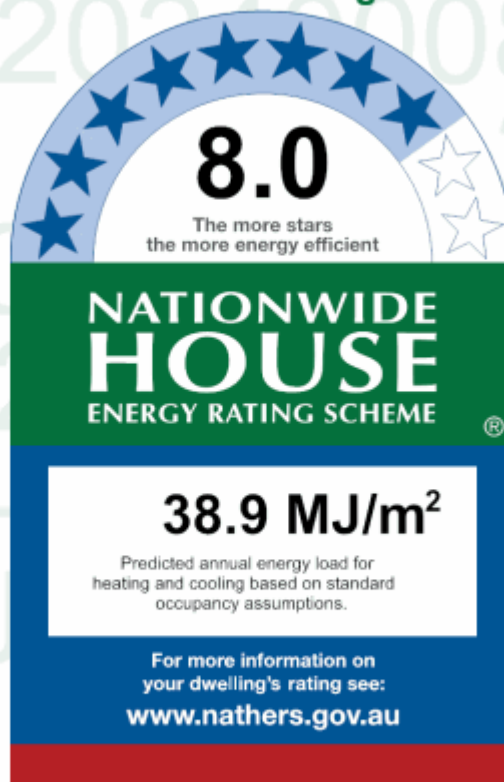 8.0
The more stars
the more energy efficient
NATIONWIDE
HOUSE
ENERGY RATING SCHEME
®
38.9 MJ/m²
Predicted annual energy load for
heating and cooling based on standard
occupancy assumptions.
For more information on
your dwelling's rating see:
www.nathers.gov.au